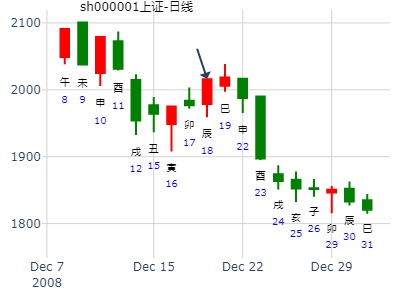 sh000001上证-日线
2100
2000
1900
1800
午 未 申 酉 戌 丑 寅 卯 辰 巳 申 酉 戌 亥 子 卯 辰 巳
8 9 10 11 12 15 16 17 18 19 22 23 24 25 26 29 30 31
Dec 7 Dec 15 Dec 22 Dec 29
2008